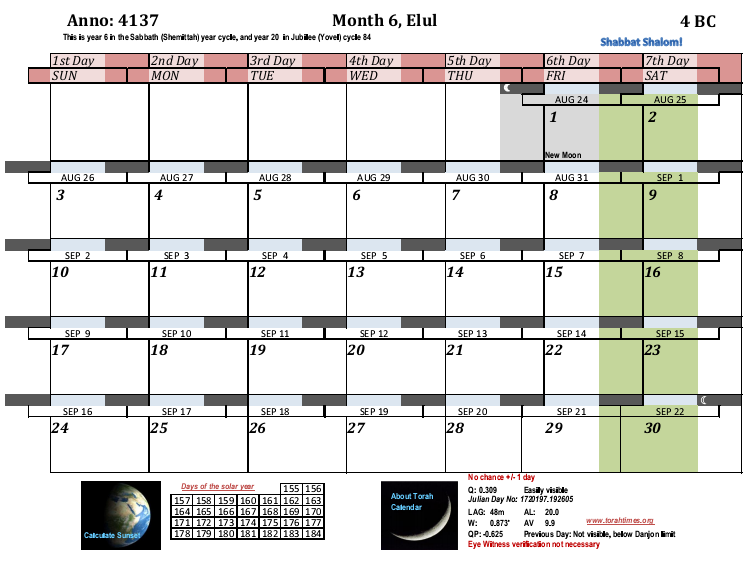 Anno: 4137 Month 6, Elul 4 BC
This is year 6 in the Sabbath (Shemittah) year cycle, and year 20 in Jubilee (Yovel) cycle 84
Shabbat Shalom!
1st Day 2nd Day 3rd Day 4th Day 5th Day 6th Day 7th Day
SUN MON TUE WED THU FRI SAT
AUG 24 AUG 25
1 2
New Moon
AUG 26 AUG 27 AUG 28 AUG 29 AUG 30 AUG 31 SEP 1
3 4 5 6 7 8 9
SEP 2 SEP 3 SEP 4 SEP 5 SEP 6 SEP 7 SEP 8
10 11 12 13 14 15 16
SEP 9 SEP 10 SEP 11 SEP 12 SEP 13 SEP 14 SEP 15
17 18 19 20 21 22 23
SEP 16 SEP 17 SEP 18 SEP 19 SEP 20 SEP 21 SEP 22
24 25 26 27 28 29 30
Calculate Sunset
Days of the solar year
155 156
157 158 159 160 161 162 163
164 165 166 167 168 169 170
171 172 173 174 175 176 177
178 179 180 181 182 183 184
About Torah
Calendar
No chance +/- 1 day
Q: 0.309 Easily visible
Julian Day No: 1720197.192605
LAG: 48m AL: 20.0
W: 0.873' AV 9.9 www.torahtimes.org
QP: -0.625 Previous Day: Not visible, below Danjon limit
Eye Witness verification not necessary